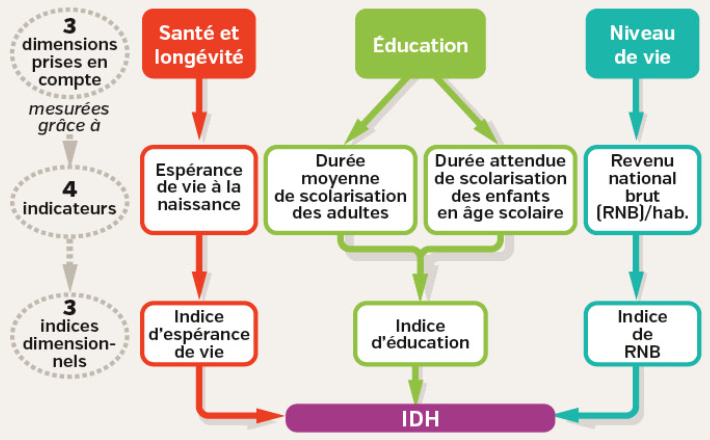 3
dimensions
prises en
compte
Santé et
longévité
Éducation
Niveau
de vie
mesurées
grâce à
4
indicateurs
Espérance
de vie à la
naissance
Durée
moyenne
de scolarisation
des adultes
Durée attendue
de scolarisation
des enfants
en âge scolaire
Revenu
national
brut
(RNB)/hab.
3
indices
dimension-
nels
Indice
d'espérance
de vie
Indice
d'éducation
Indice
de
RNB
IDH